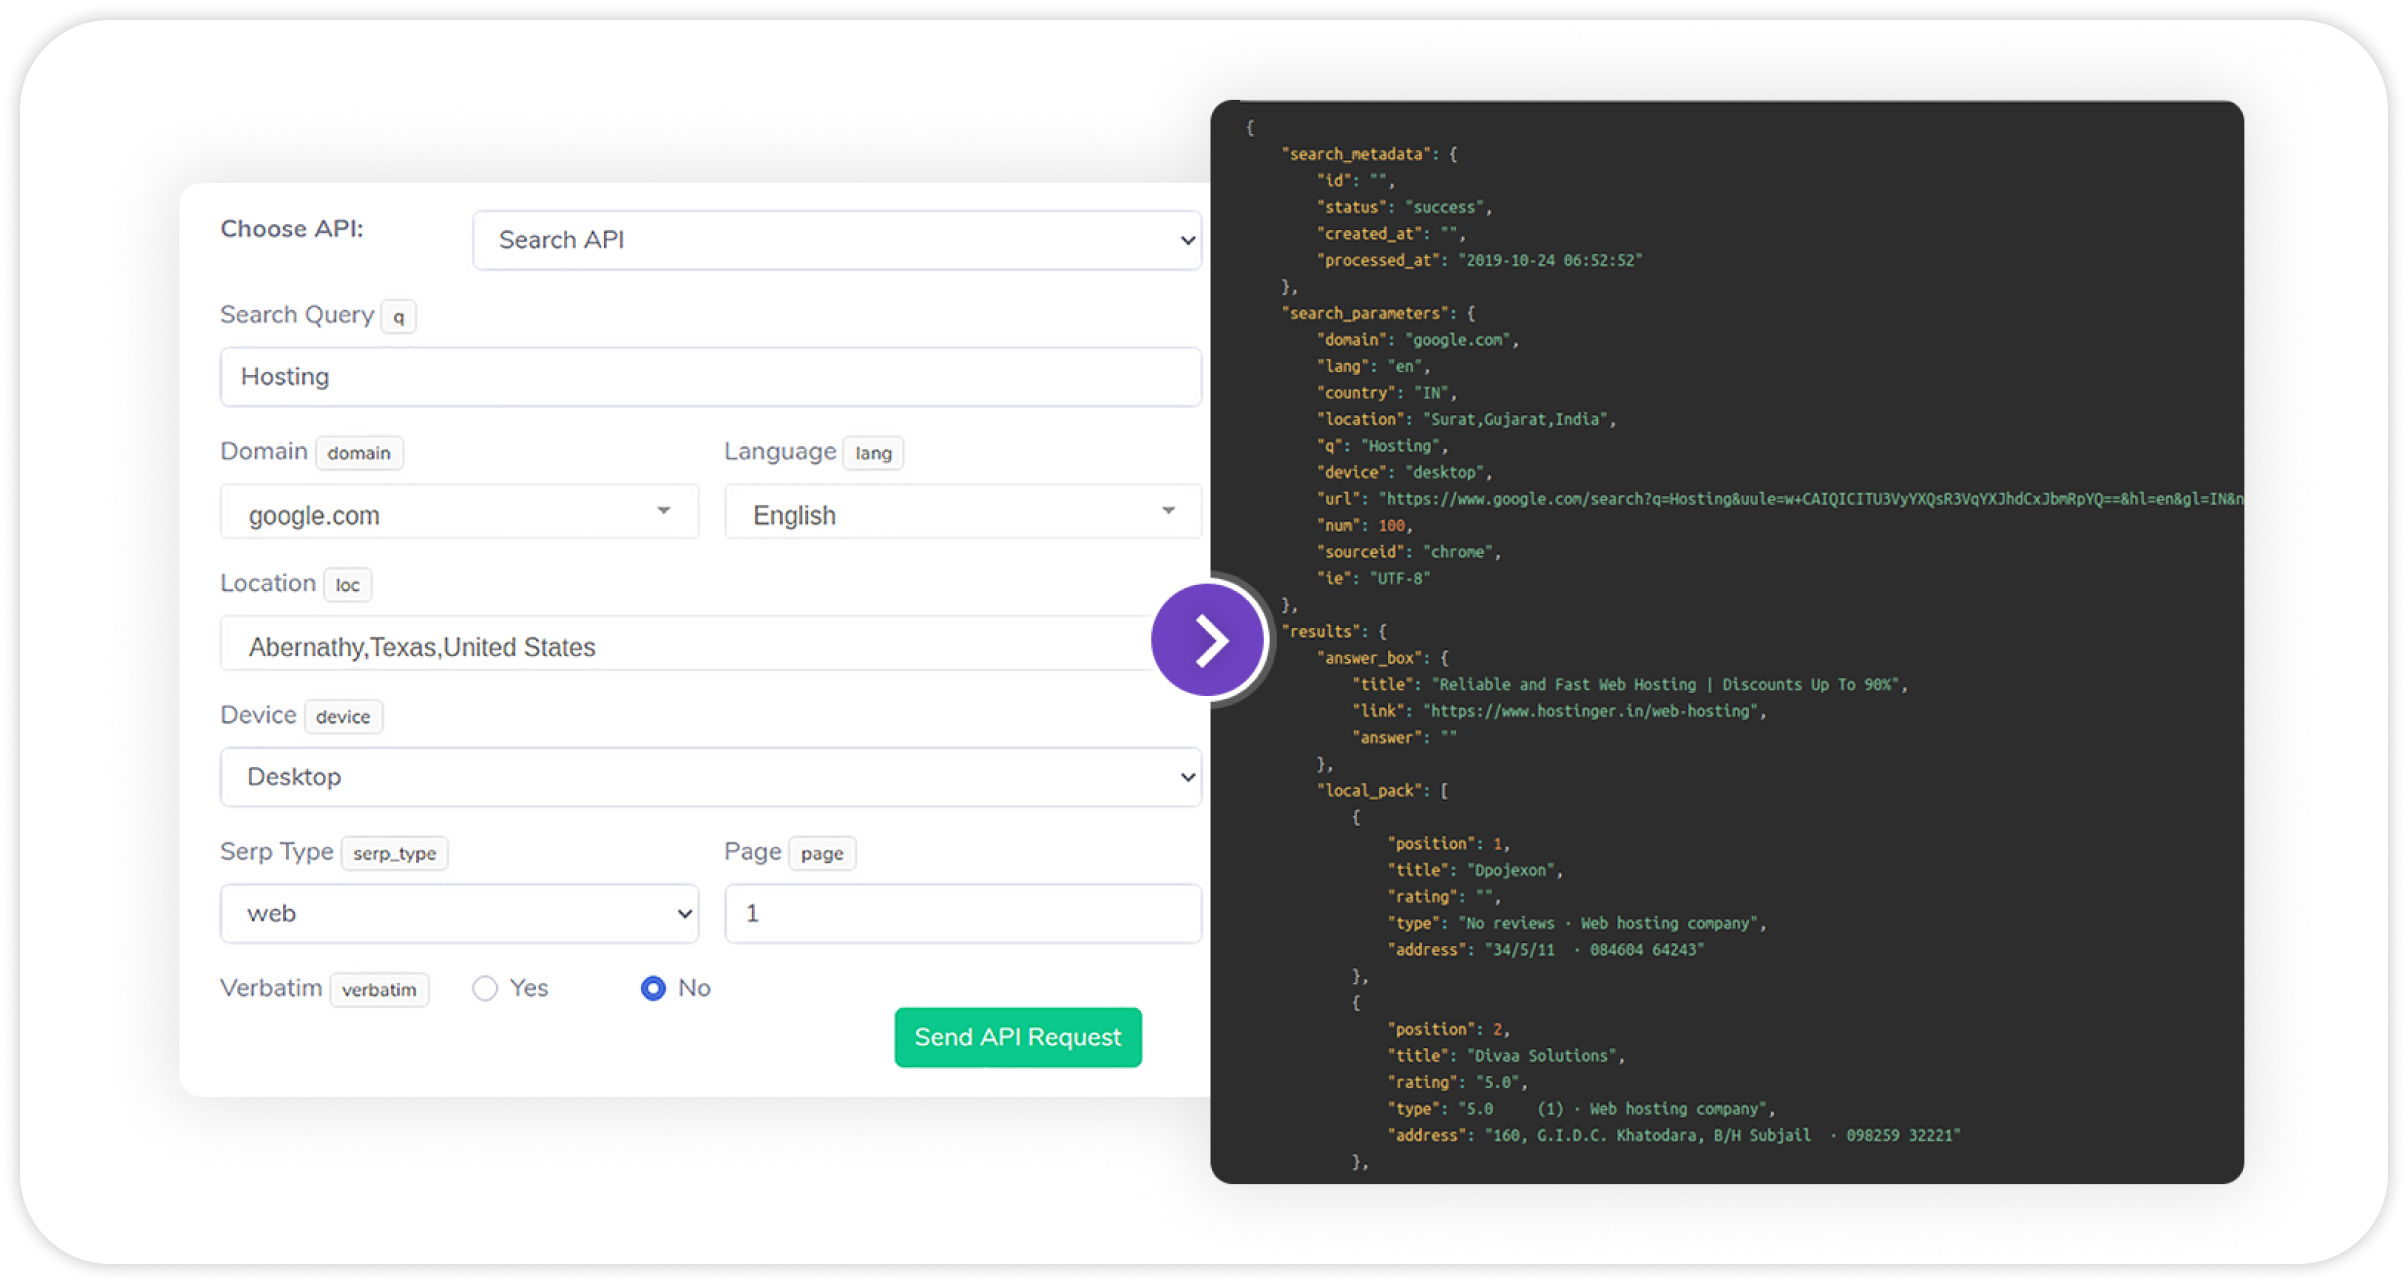 Choose API:
Search API
Search Query q
Hosting
Domain domain
Language lang
google.com
English
Location loc
Abernathy,Texas,United States
Device device
Desktop
Serp Type serp_type
Page page
web
1
Verbatim verbatim
Yes
No
Send API Request
{
"search_metadata": {
"id": "",
"status": "success",
"created_at": "",
"processed_at": "2019-10-24 06:52:52"
},
"search_parameters": {
"domain": "google.com",
"lang": "en",
"country": "IN",
"location": "Surat,Gujarat,India",
"q": "Hosting",
"device": "desktop",
"url": "https://www.google.com/search?q=Hosting&uule=w+CAIQICITU3VyYXQsR3VqYXJhdCxJbmRpYQ==&hl=en&gl=IN&n
"num": 100,
"sourceid": "chrome",
"ie": "UTF-8"
},
"results": {
"answer_box": {
"title": "Reliable and Fast Web Hosting | Discounts Up To 90%",
"link": "https://www.hostinger.in/web-hosting",
"answer": ""
},
"local_pack": [
{
"position": 1,
"title": "Dpojexon",
"rating": "",
"type": "No reviews · Web hosting company",
"address": "34/5/11  · 084604 64243"
},
{
"position": 2,
"title": "Divaa Solutions",
"rating": "5.0",
"type": "5.0     (1) · Web hosting company",
"address": "160, G.I.D.C. Khatodara, B/H Subjail  · 098259 32221"
},